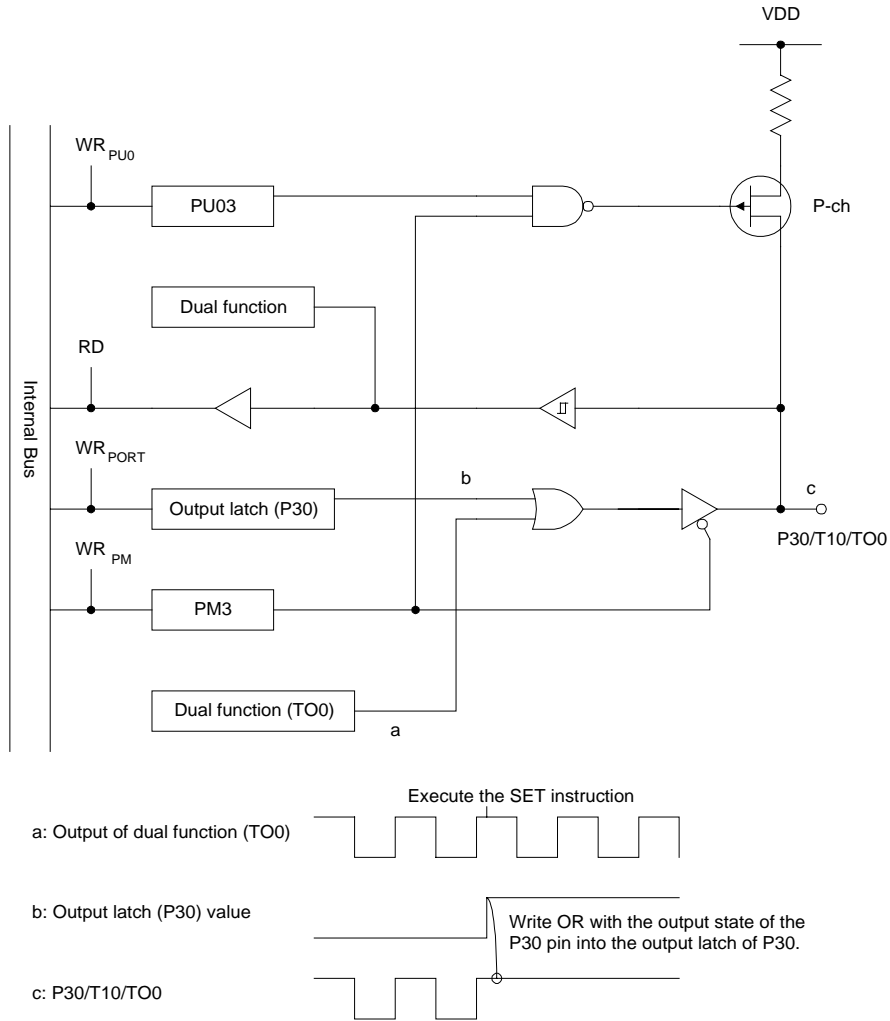 VDD
WR PU0
PU03
P-ch
Dual function
RD
Internal Bus
WR PORT
b
c
Output latch (P30)
P30/T10/TO0
WR PM
PM3
Dual function (TO0)
a
Execute the SET instruction
a: Output of dual function (TO0)
b: Output latch (P30) value
Write OR with the output state of the
P30 pin into the output latch of P30.
c: P30/T10/TO0